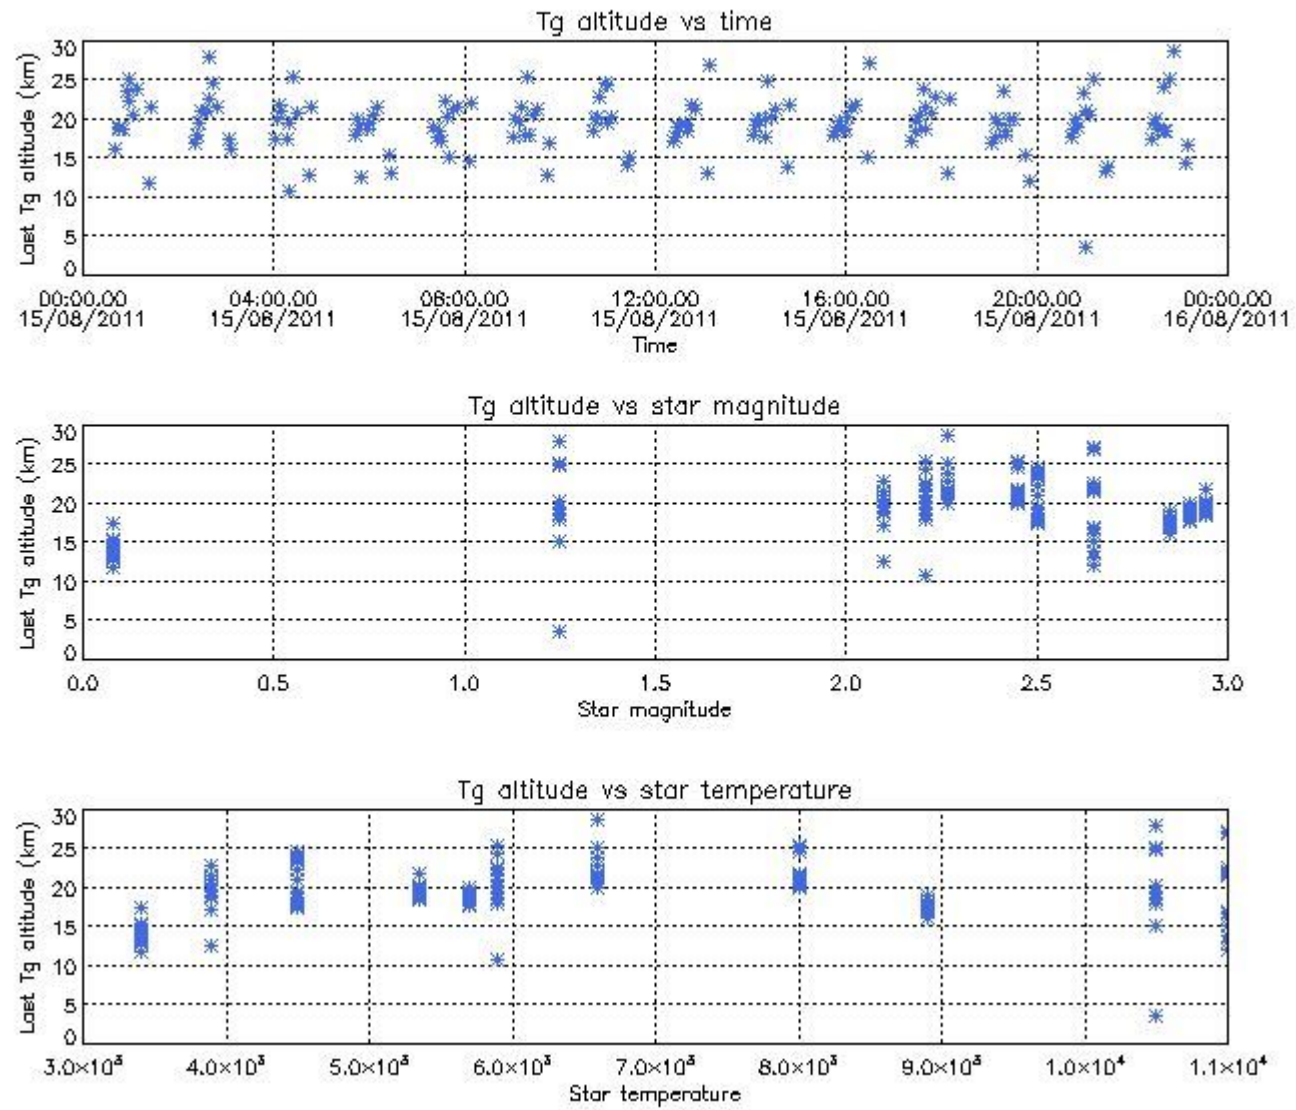 Tg altitude vs time
30
25
20
15
10
5
0
Last Tg altitude (km)
00:00.00 04:00.00 08:00.00 12:00.00 16:00.00 20:00.00 00:00.00
15/08/2011 15/08/2011 15/08/2011 15/08/2011 15/08/2011 15/08/2011 16/08/2011
Time
Tg altitude vs star magnitude
30
25
20
15
10
5
0
Last Tg altitude (km)
0.0 0.5 1.0 1.5 2.0 2.5 3.0
Star magnitude
Tg altitude vs star temperature
30
25
20
15
10
5
0
Last Tg altitude (km)
3.0×10³ 4.0×10³ 5.0×10³ 6.0×10³ 7.0×10³ 8.0×10³ 9.0×10³ 1.0×10⁴ 1.1×10⁴
Star temperature